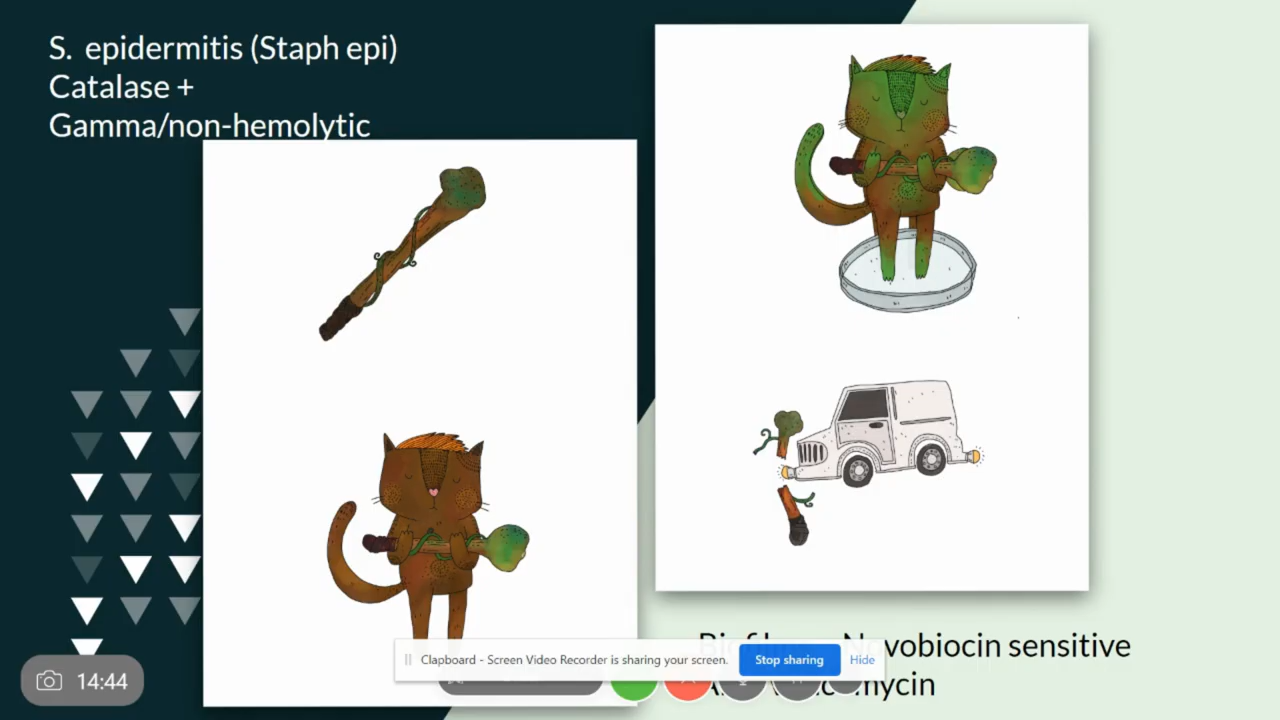 S. epidermitis (Staph epi)
Catalase +
Gamma/non-hemolytic
Novobiocin sensitive
Clapboard - Screen Video Recorder is sharing your screen.
Stop sharing
Hide
14:44